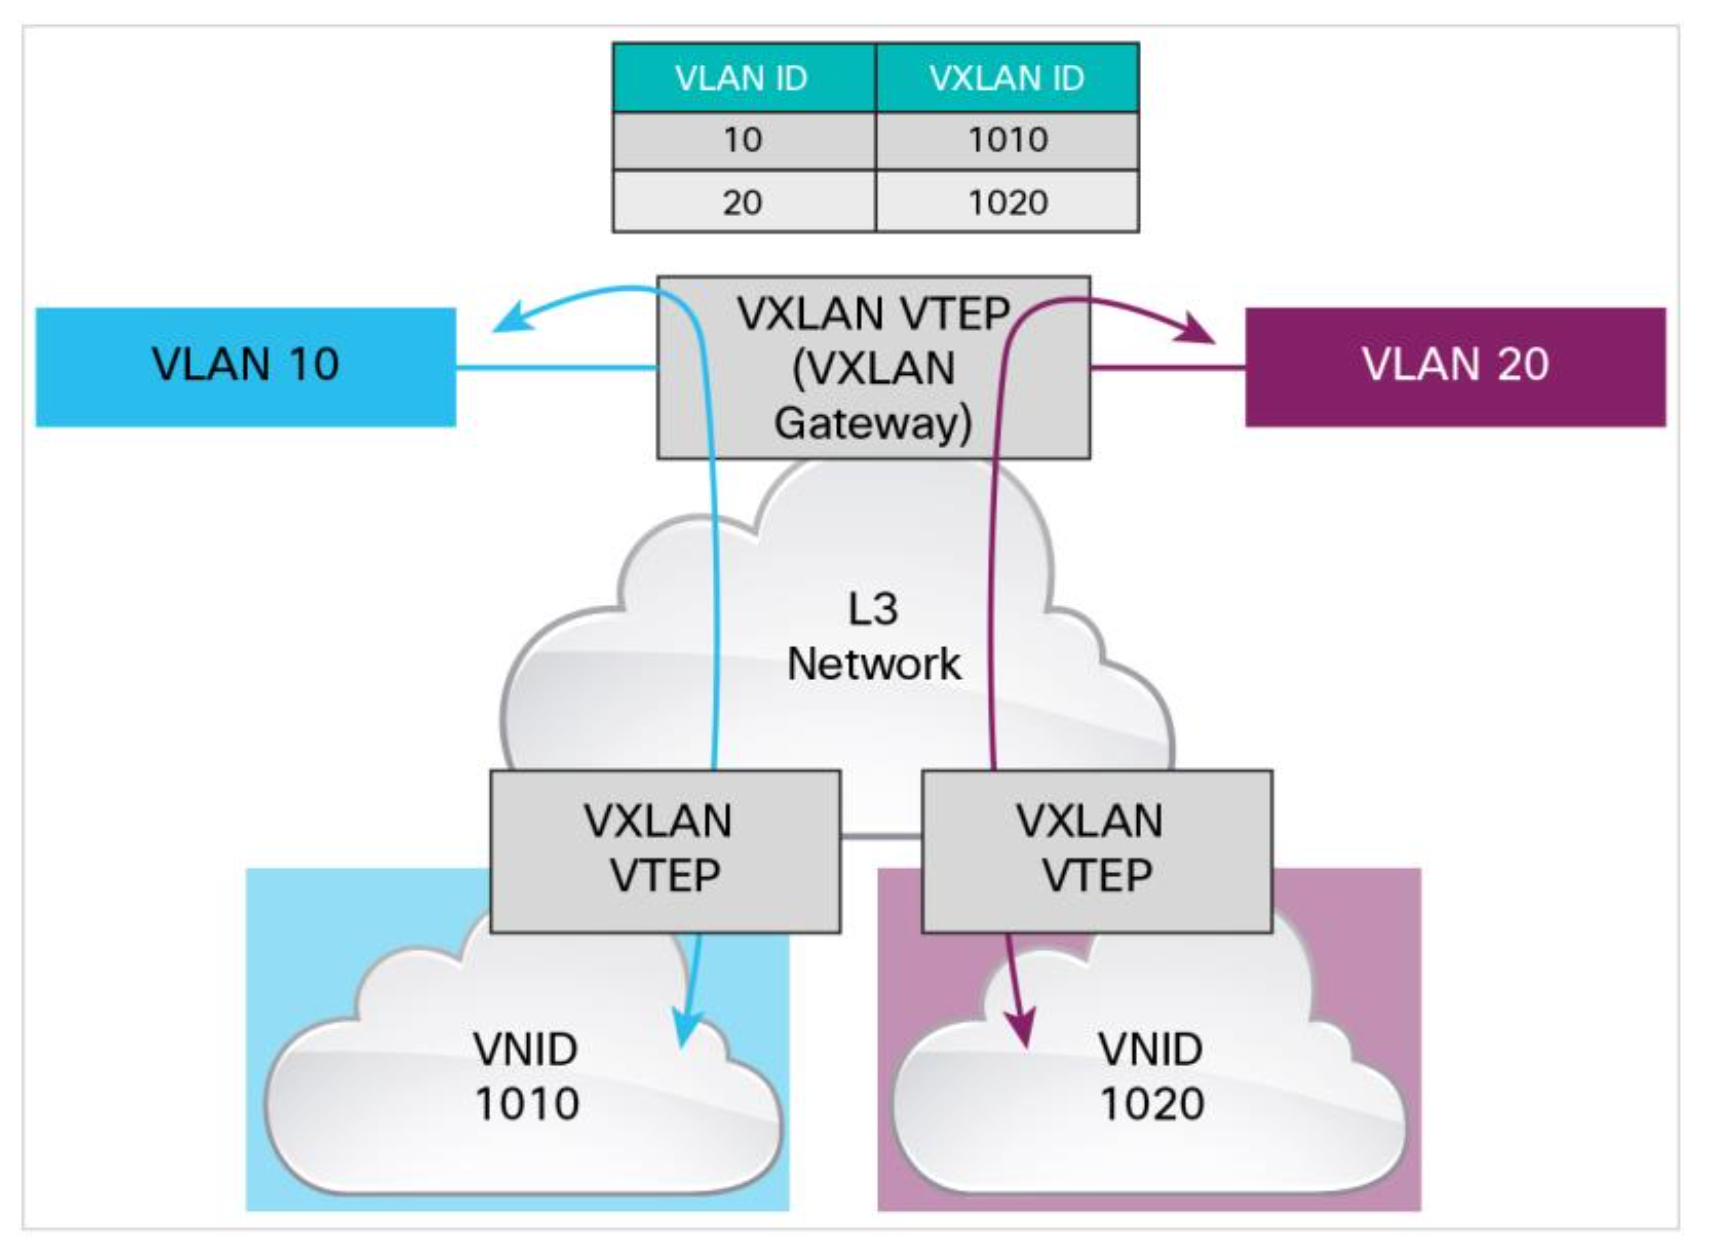 VLAN ID VXLAN ID
10 1010
20 1020
VLAN 10
VXLAN VTEP
(VXLAN
Gateway)
VLAN 20
L3
Network
VXLAN
VTEP
VXLAN
VTEP
VNID
1010
VNID
1020